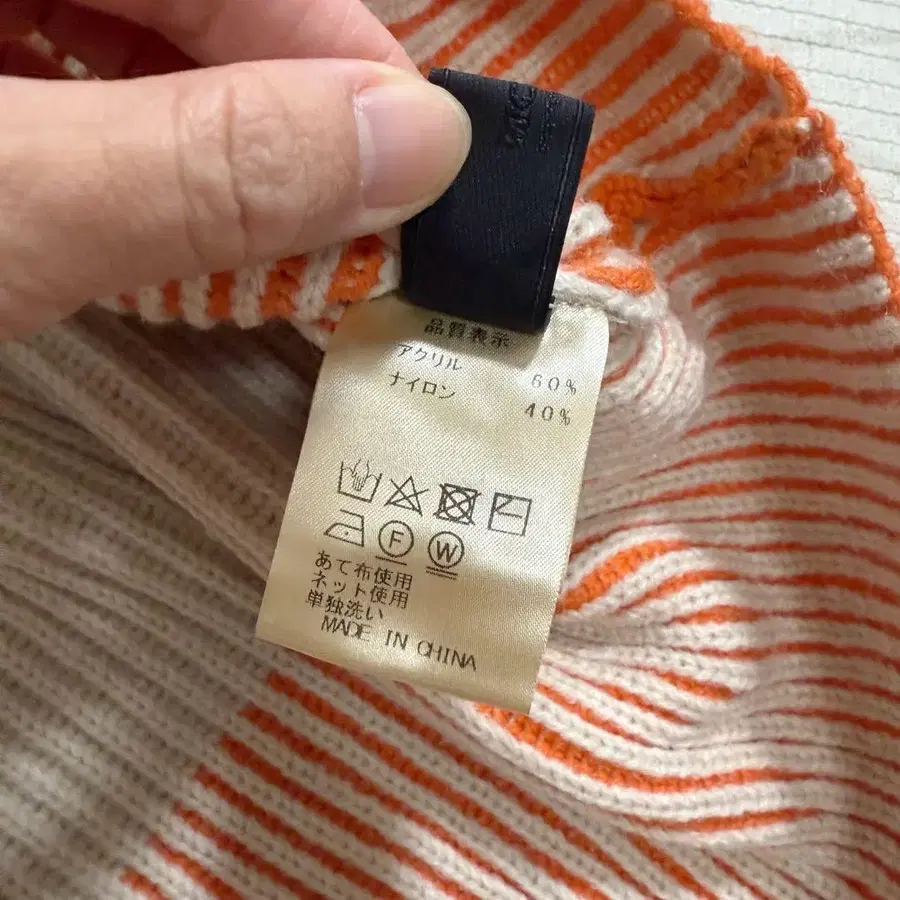 品質表示
アクリル 60%
ナイロン 40%
F W
あて布使用
ネット使用
単独洗い
MADE IN CHINA